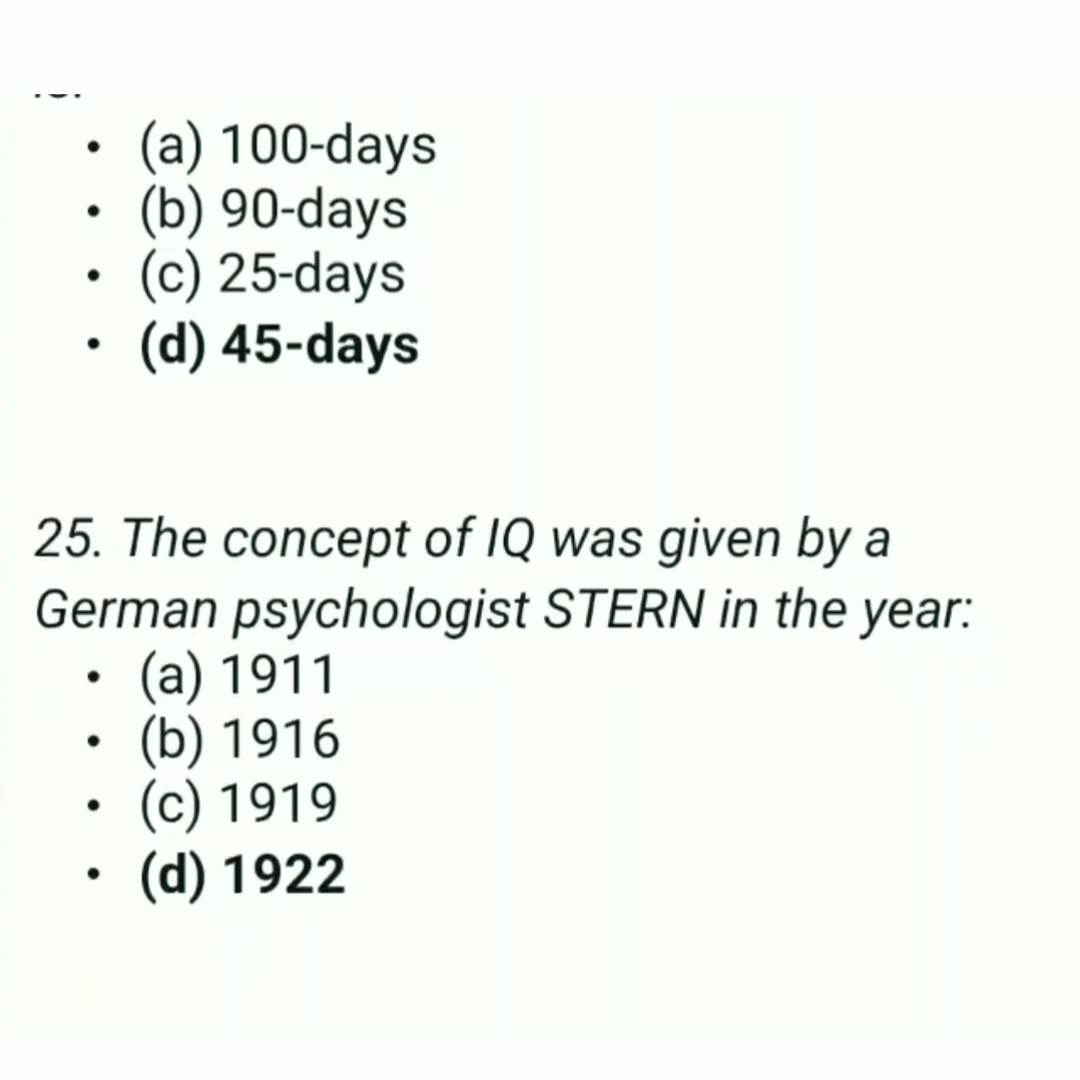 • (a) 100-days
• (b) 90-days
• (c) 25-days
• (d) 45-days
25. The concept of IQ was given by a
German psychologist STERN in the year:
• (a) 1911
• (b) 1916
• (c) 1919
• (d) 1922